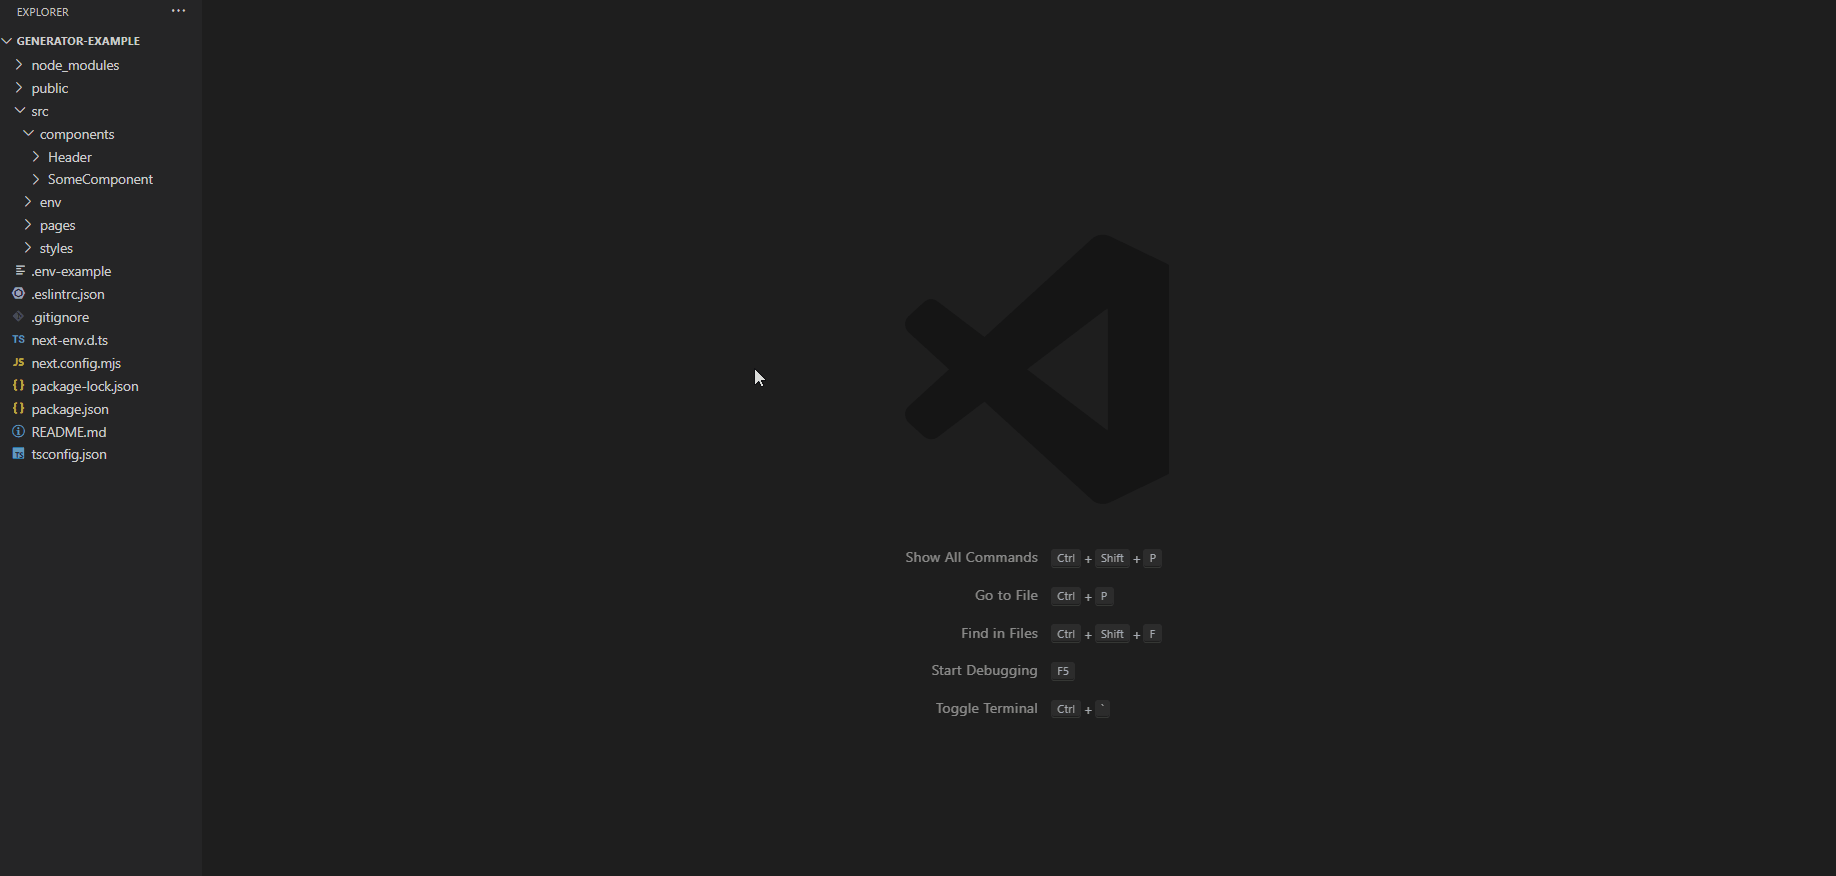 EXPLORER
GENERATOR-EXAMPLE
node_modules
public
src
components
Header
SomeComponent
env
pages
styles
.env-example
.eslintrc.json
.gitignore
TS next-env.d.ts
JS next.config.mjs
{} package-lock.json
{} package.json
README.md
TS tsconfig.json
Show All Commands Ctrl + Shift + P
Go to File Ctrl + P
Find in Files Ctrl + Shift + F
Start Debugging F5
Toggle Terminal Ctrl + `